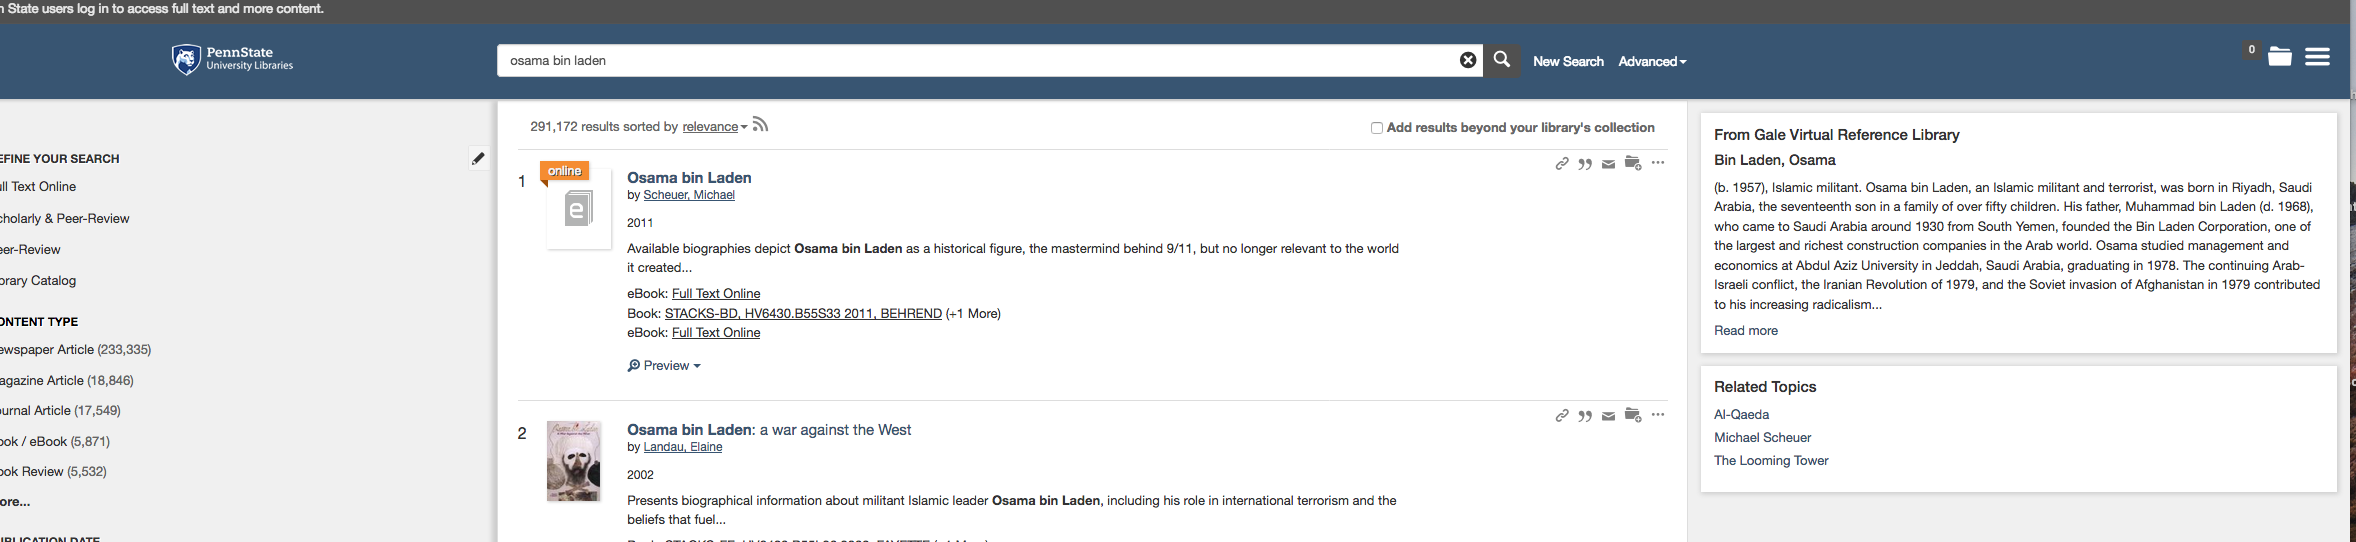 n State users log in to access full text and more content.
PennState
University Libraries
osama bin laden
New Search Advanced
0
EFINE YOUR SEARCH
ull Text Online
cholarly & Peer-Review
eer-Review
brary Catalog
ONTENT TYPE
ewspaper Article (233,335)
agazine Article (18,846)
ournal Article (17,549)
ook / eBook (5,871)
ook Review (5,532)
ore...
291,172 results sorted by relevance
Add results beyond your library's collection
1
online
e
Osama bin Laden
by Scheuer, Michael
2011
Available biographies depict Osama bin Laden as a historical figure, the mastermind behind 9/11, but no longer relevant to the world
it created...
eBook: Full Text Online
Book: STACKS-BD, HV6430.B55S33 2011, BEHREND (+1 More)
eBook: Full Text Online
Preview
2
Osama bin Laden: a war against the West
by Landau, Elaine
2002
Presents biographical information about militant Islamic leader Osama bin Laden, including his role in international terrorism and the
beliefs that fuel...
From Gale Virtual Reference Library
Bin Laden, Osama
(b. 1957), Islamic militant. Osama bin Laden, an Islamic militant and terrorist, was born in Riyadh, Saudi
Arabia, the seventeenth son in a family of over fifty children. His father, Muhammad bin Laden (d. 1968),
who came to Saudi Arabia around 1930 from South Yemen, founded the Bin Laden Corporation, one of
the largest and richest construction companies in the Arab world. Osama studied management and
economics at Abdul Aziz University in Jeddah, Saudi Arabia, graduating in 1978. The continuing Arab-
Israeli conflict, the Iranian Revolution of 1979, and the Soviet invasion of Afghanistan in 1979 contributed
to his increasing radicalism...
Read more
Related Topics
Al-Qaeda
Michael Scheuer
The Looming Tower